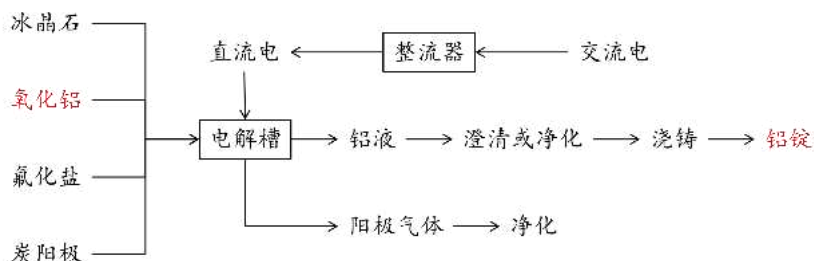 冰晶石
直流电
整流器
交流电
氧化铝
电解槽
铝液
澄清或净化
浇铸
铝锭
氟化盐
阳极气体
净化
炭阳极